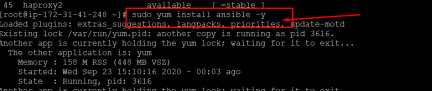 45 haproxy2 available [ =stable ]
[root@ip-172-31-41-248 ~]# sudo yum install ansible -y
Loaded plugins: extras_suggestions, langpacks, priorities, update-motd
Existing lock /var/run/yum.pid: another copy is running as pid 3616.
Another app is currently holding the yum lock; waiting for it to exit...
The other application is: yum
Memory : 158 M RSS (448 MB VSZ)
Started: Wed Sep 23 15:10:16 2020 - 00:03 ago
State : Running, pid: 3616
Another app is currently holding the yum lock; waiting for it to exit...